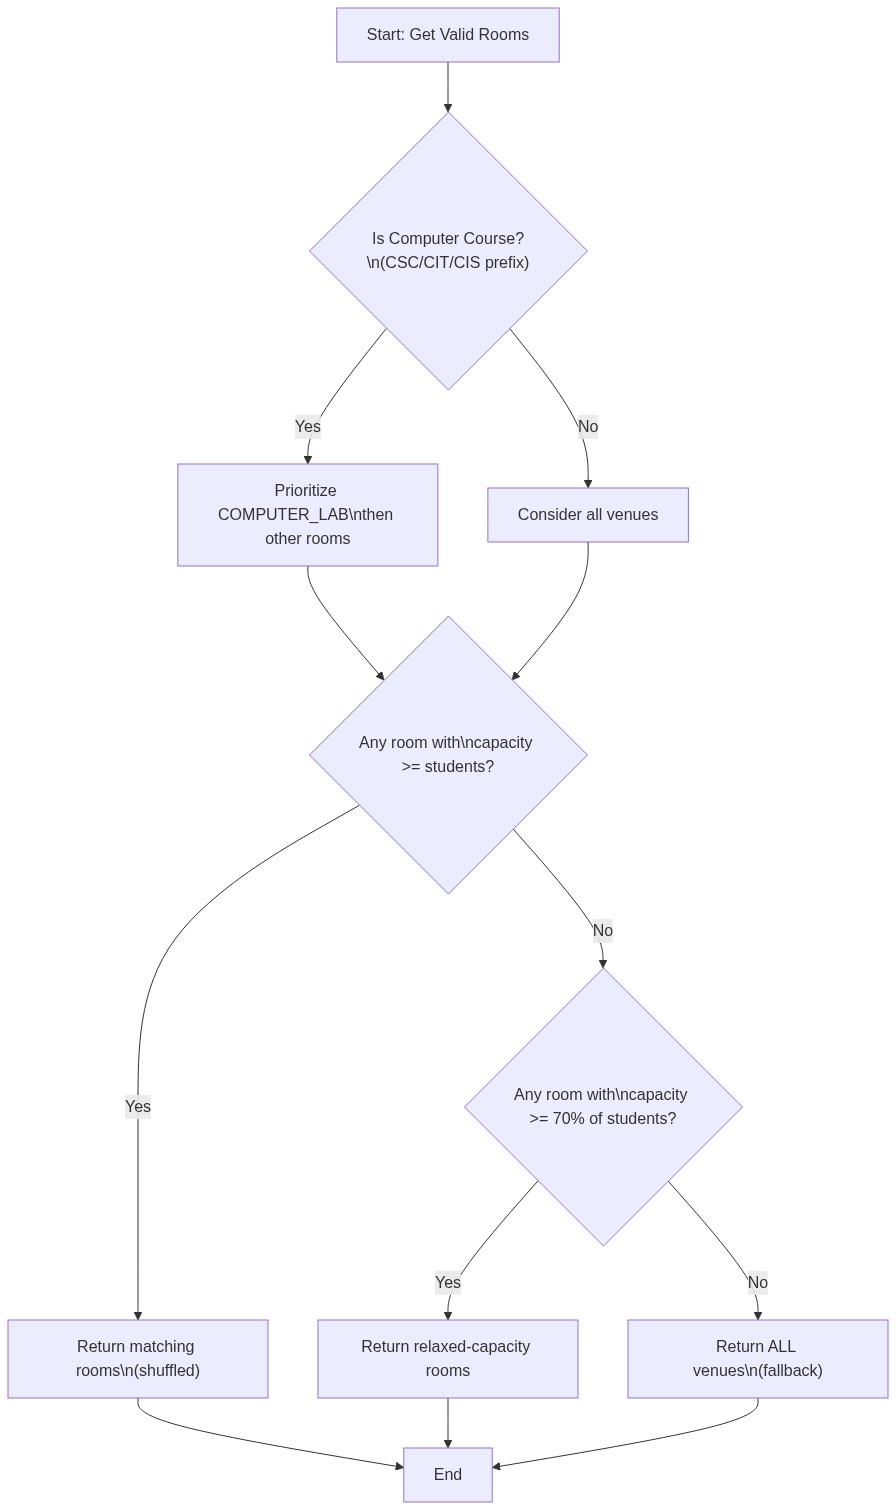 Start: Get Valid Rooms
Is Computer Course?
\n(CSC/CIT/CIS prefix)
Yes
No
Prioritize
COMPUTER_LAB\nthen
other rooms
Consider all venues
Any room with\ncapacity
>= students?
No
Any room with\ncapacity
>= 70% of students?
Yes
Yes
No
Return matching
rooms\n(shuffled)
Return relaxed-capacity
rooms
Return ALL
venues\n(fallback)
End